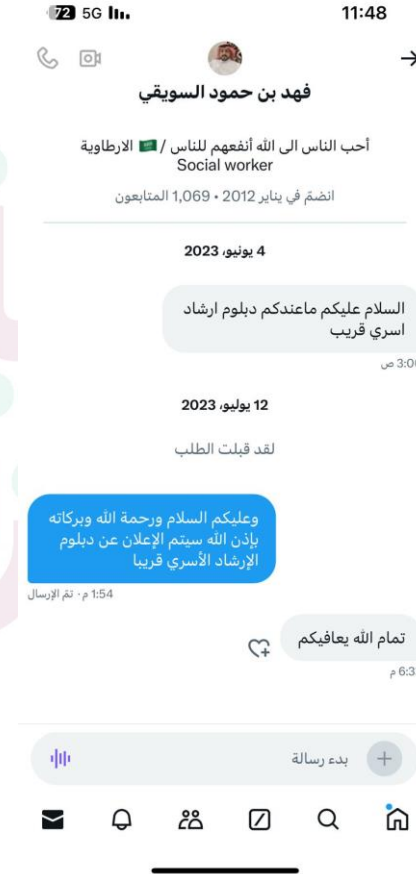 72 5G 11:48
فهد بن حمود السويقي
أحب الناس الى الله أنفعهم للناس / 🇸🇦 الارطاوية
Social worker
انضمّ في يناير 2012 • 1,069 المتابعون
4 يونيو، 2023
السلام عليكم ماعندكم دبلوم ارشاد
اسري قريب
12 يوليو، 2023
لقد قبلت الطلب
وعليكم السلام ورحمة الله وبركاته
بإذن الله سيتم الإعلان عن دبلوم
الإرشاد الأسري قريبا
1:54 م · تمّ الإرسال
تمام الله يعافيكم
بدء رسالة